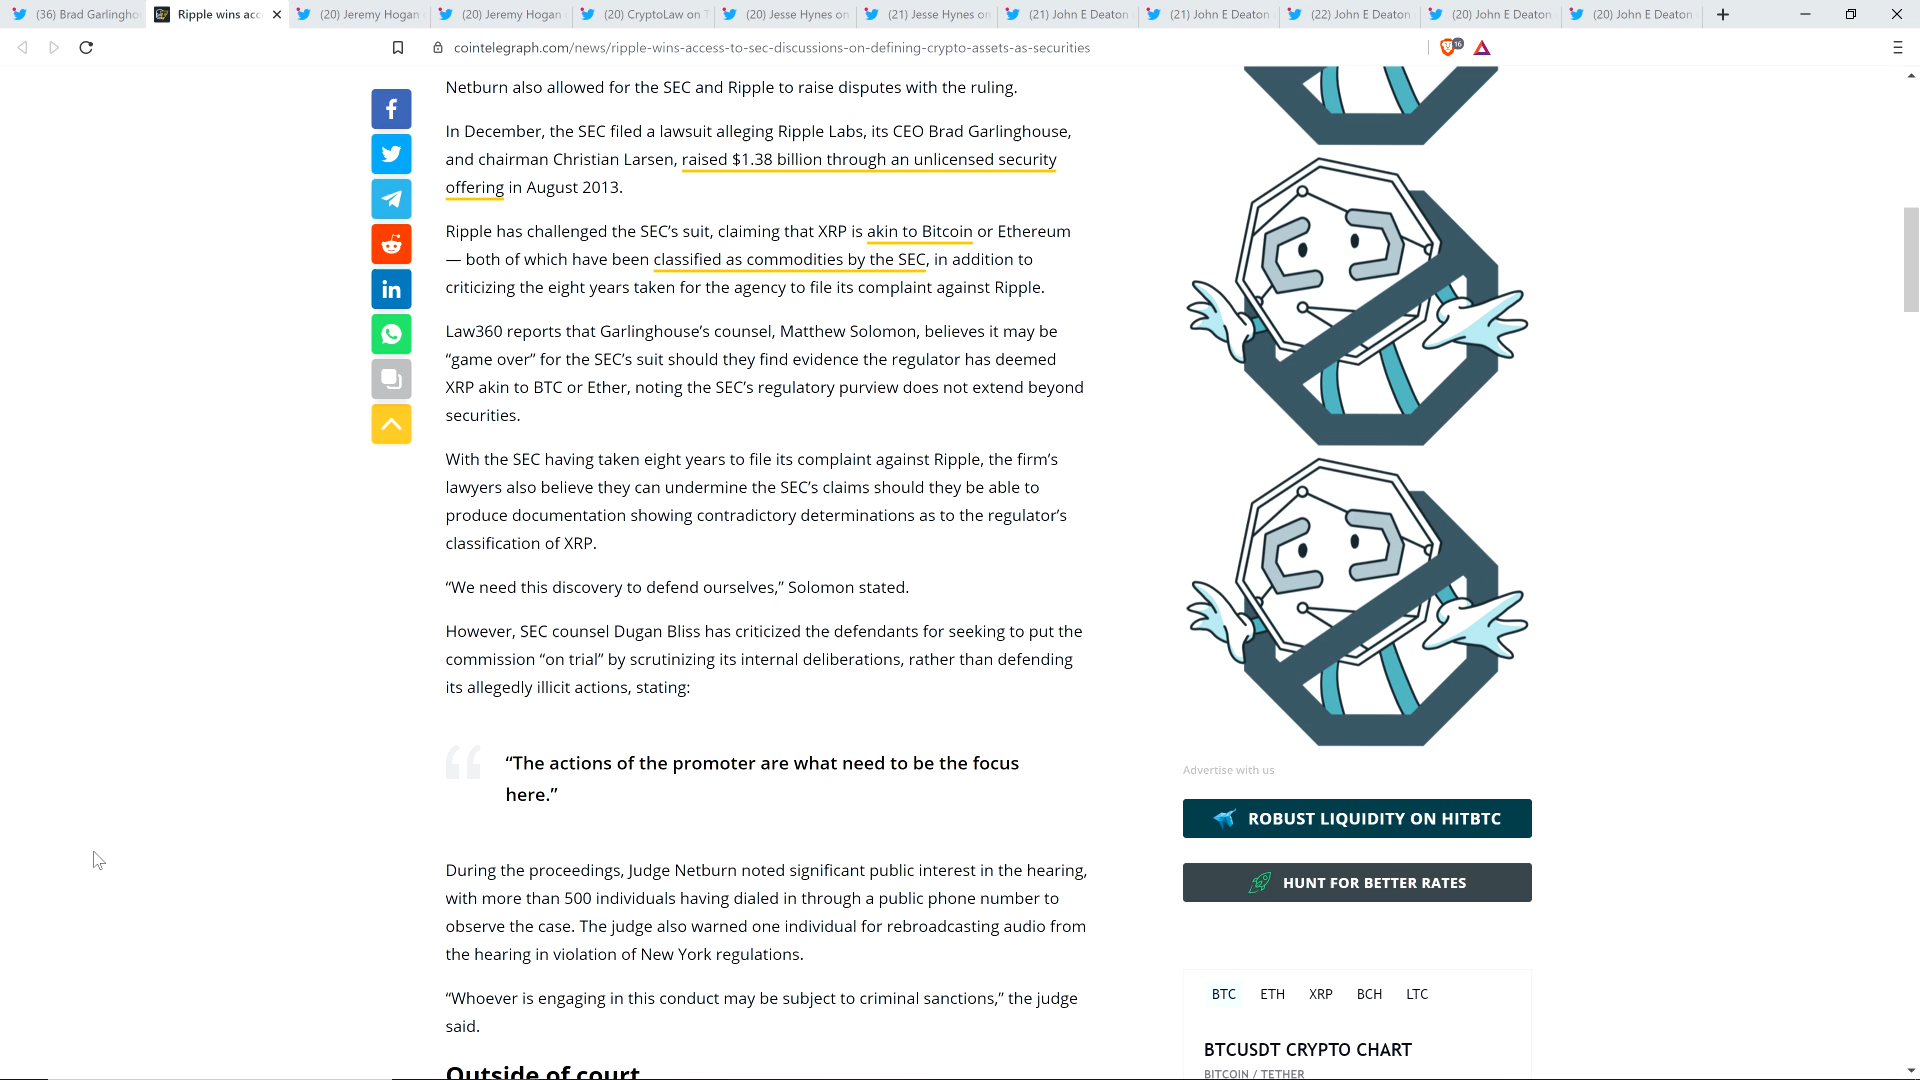 (36) Brad Garlingho
Ripple wins acc
(20) Jeremy Hogan
(20) Jeremy Hogan
(20) CryptoLaw on T
(20) Jesse Hynes on
(21) Jesse Hynes on
(21) John E Deaton
(21) John E Deaton
(22) John E Deaton
(20) John E Deaton
(20) John E Deaton
cointelegraph.com/news/ripple-wins-access-to-sec-discussions-on-defining-crypto-assets-as-securities
16
Netburn also allowed for the SEC and Ripple to raise disputes with the ruling.
In December, the SEC filed a lawsuit alleging Ripple Labs, its CEO Brad Garlinghouse,
and chairman Christian Larsen, raised $1.38 billion through an unlicensed security
offering in August 2013.
Ripple has challenged the SEC’s suit, claiming that XRP is akin to Bitcoin or Ethereum
— both of which have been classified as commodities by the SEC, in addition to
criticizing the eight years taken for the agency to file its complaint against Ripple.
Law360 reports that Garlinghouse’s counsel, Matthew Solomon, believes it may be
“game over” for the SEC’s suit should they find evidence the regulator has deemed
XRP akin to BTC or Ether, noting the SEC’s regulatory purview does not extend beyond
securities.
With the SEC having taken eight years to file its complaint against Ripple, the firm’s
lawyers also believe they can undermine the SEC’s claims should they be able to
produce documentation showing contradictory determinations as to the regulator’s
classification of XRP.
“We need this discovery to defend ourselves,” Solomon stated.
However, SEC counsel Dugan Bliss has criticized the defendants for seeking to put the
commission “on trial” by scrutinizing its internal deliberations, rather than defending
its allegedly illicit actions, stating:
“The actions of the promoter are what need to be the focus
here.”
During the proceedings, Judge Netburn noted significant public interest in the hearing,
with more than 500 individuals having dialed in through a public phone number to
observe the case. The judge also warned one individual for rebroadcasting audio from
the hearing in violation of New York regulations.
“Whoever is engaging in this conduct may be subject to criminal sanctions,” the judge
said.
Outside of court
Advertise with us
ROBUST LIQUIDITY ON HITBTC
HUNT FOR BETTER RATES
BTC ETH XRP BCH LTC
BTCUSDT CRYPTO CHART
BITCOIN / TETHER